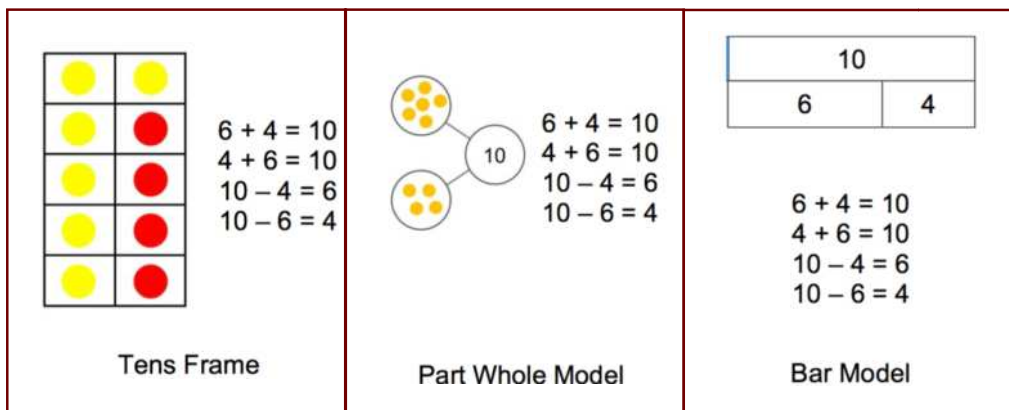 6 + 4 = 10
4 + 6 = 10
10 – 4 = 6
10 – 6 = 4
Tens Frame
10
6 + 4 = 10
4 + 6 = 10
10 – 4 = 6
10 – 6 = 4
Part Whole Model
10
6 4
6 + 4 = 10
4 + 6 = 10
10 – 4 = 6
10 – 6 = 4
Bar Model